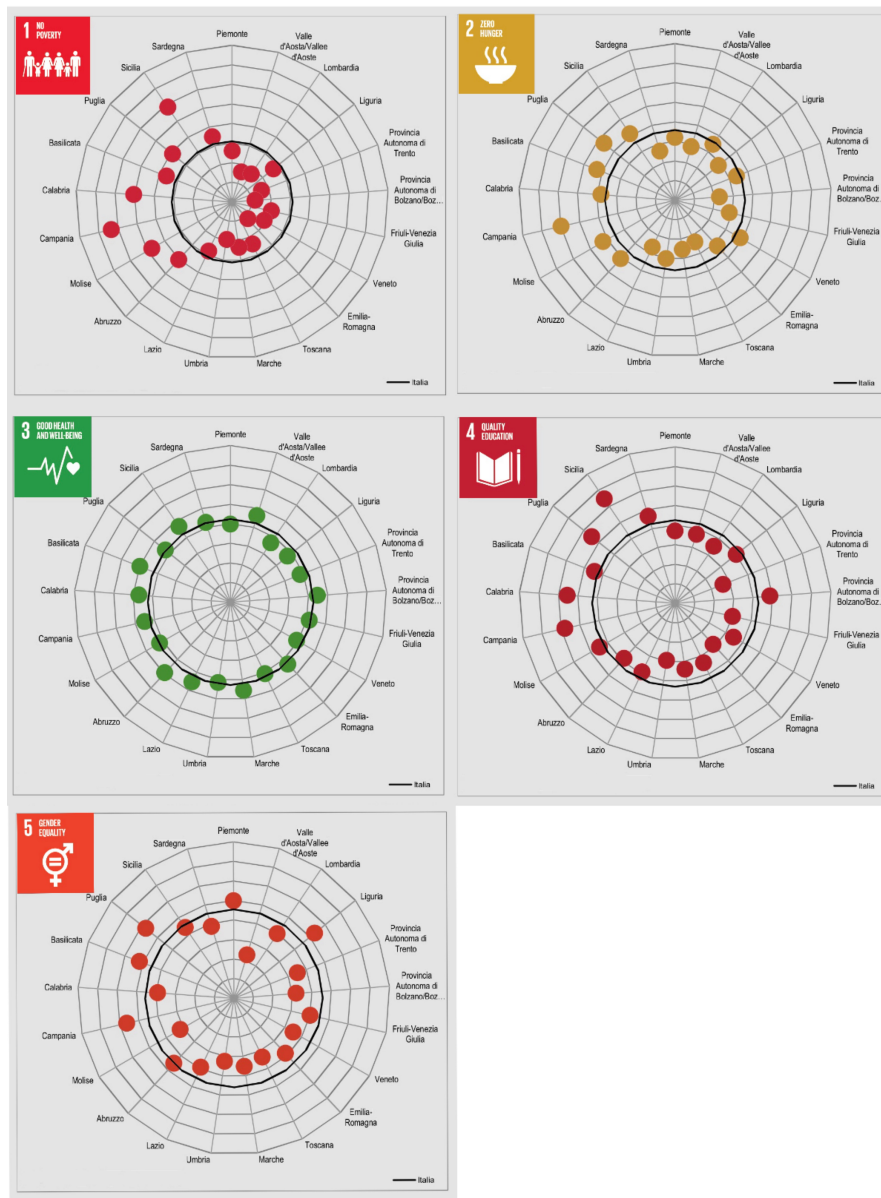 1 NO
POVERTY
Piemonte
Valle
d'Aosta/Vallee
d'Aoste
Lombardia
Liguria
Provincia
Autonoma di
Trento
Provincia
Autonoma di
Bolzano/Boz...
Friuli-Venezia
Giulia
Veneto
Emilia-
Romagna
Toscana
Marche
Umbria
Lazio
Abruzzo
Molise
Campania
Calabria
Basilicata
Puglia
Sicilia
Sardegna
Italia
2 ZERO
HUNGER
Piemonte
Valle
d'Aosta/Vallee
d'Aoste
Lombardia
Liguria
Provincia
Autonoma di
Trento
Provincia
Autonoma di
Bolzano/Boz...
Friuli-Venezia
Giulia
Veneto
Emilia-
Romagna
Toscana
Marche
Umbria
Lazio
Abruzzo
Molise
Campania
Calabria
Basilicata
Puglia
Sicilia
Sardegna
Italia
3 GOOD HEALTH
AND WELL-BEING
Piemonte
Valle
d'Aosta/Vallee
d'Aoste
Lombardia
Liguria
Provincia
Autonoma di
Trento
Provincia
Autonoma di
Bolzano/Boz...
Friuli-Venezia
Giulia
Veneto
Emilia-
Romagna
Toscana
Marche
Umbria
Lazio
Abruzzo
Molise
Campania
Calabria
Basilicata
Puglia
Sicilia
Sardegna
Italia
4 QUALITY
EDUCATION
Piemonte
Valle
d'Aosta/Vallee
d'Aoste
Lombardia
Liguria
Provincia
Autonoma di
Trento
Provincia
Autonoma di
Bolzano/Boz...
Friuli-Venezia
Giulia
Veneto
Emilia-
Romagna
Toscana
Marche
Umbria
Lazio
Abruzzo
Molise
Campania
Calabria
Basilicata
Puglia
Sicilia
Sardegna
Italia
5 GENDER
EQUALITY
Piemonte
Valle
d'Aosta/Vallee
d'Aoste
Lombardia
Liguria
Provincia
Autonoma di
Trento
Provincia
Autonoma di
Bolzano/Boz...
Friuli-Venezia
Giulia
Veneto
Emilia-
Romagna
Toscana
Marche
Umbria
Lazio
Abruzzo
Molise
Campania
Calabria
Basilicata
Puglia
Sicilia
Sardegna
Italia